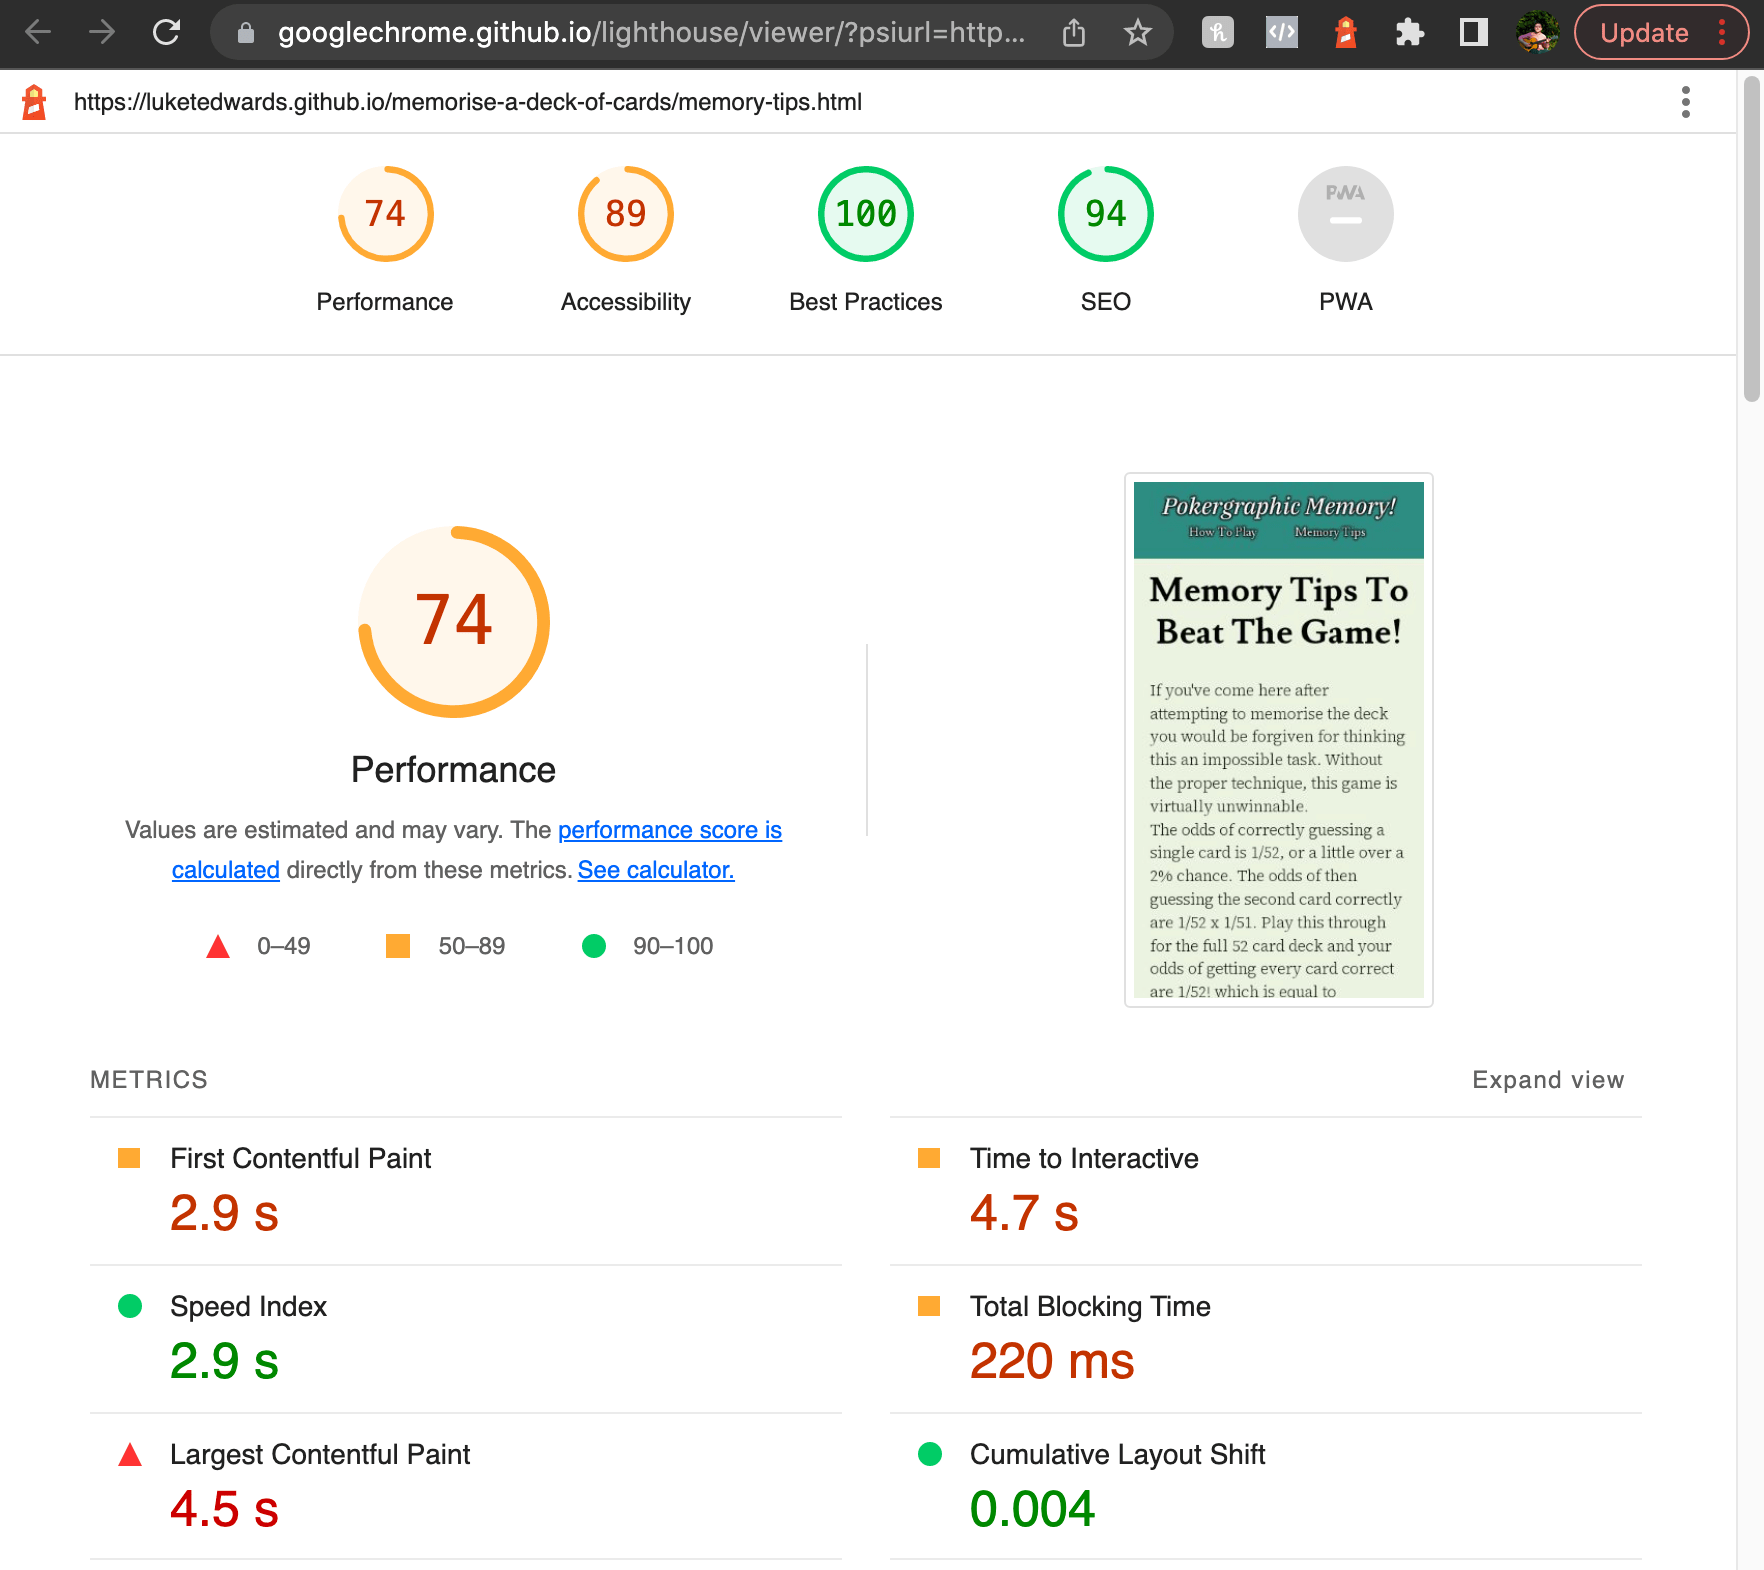 googlechrome.github.io/lighthouse/viewer/?psiurl=http...
Update
https://luketedwards.github.io/memorise-a-deck-of-cards/memory-tips.html
74
89
100
94
PWA
Performance
Accessibility
Best Practices
SEO
PWA
74
Performance
Values are estimated and may vary. The performance score is
calculated directly from these metrics. See calculator.
0–49
50–89
90–100
Pokergraphic Memory!
How To Play
Memory Tips
Memory Tips To
Beat The Game!
If you've come here after
attempting to memorise the deck
you would be forgiven for thinking
this an impossible task. Without
the proper technique, this game is
virtually unwinnable.
The odds of correctly guessing a
single card is 1/52, or a little over a
2% chance. The odds of then
guessing the second card correctly
are 1/52 x 1/51. Play this through
for the full 52 card deck and your
odds of getting every card correct
are 1/52! which is equal to
METRICS
Expand view
First Contentful Paint
2.9 s
Time to Interactive
4.7 s
Speed Index
2.9 s
Total Blocking Time
220 ms
Largest Contentful Paint
4.5 s
Cumulative Layout Shift
0.004